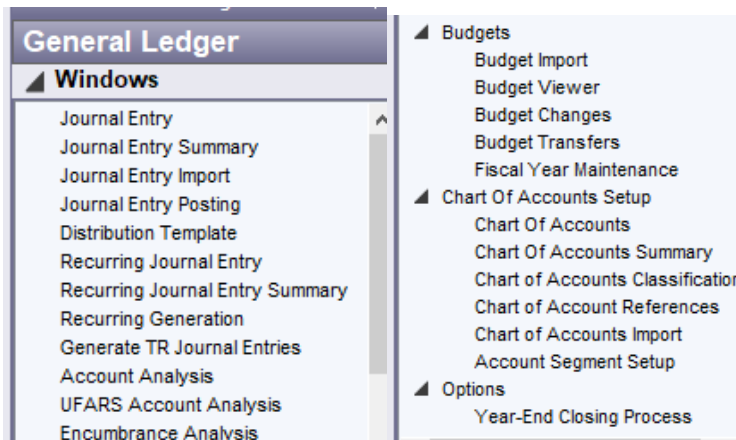 General Ledger
Windows
Journal Entry
Journal Entry Summary
Journal Entry Import
Journal Entry Posting
Distribution Template
Recurring Journal Entry
Recurring Journal Entry Summary
Recurring Generation
Generate TR Journal Entries
Account Analysis
UFARS Account Analysis
Encumbrance Analysis
Budgets
Budget Import
Budget Viewer
Budget Changes
Budget Transfers
Fiscal Year Maintenance
Chart Of Accounts Setup
Chart Of Accounts
Chart Of Accounts Summary
Chart of Accounts Classification
Chart of Account References
Chart of Accounts Import
Account Segment Setup
Options
Year-End Closing Process